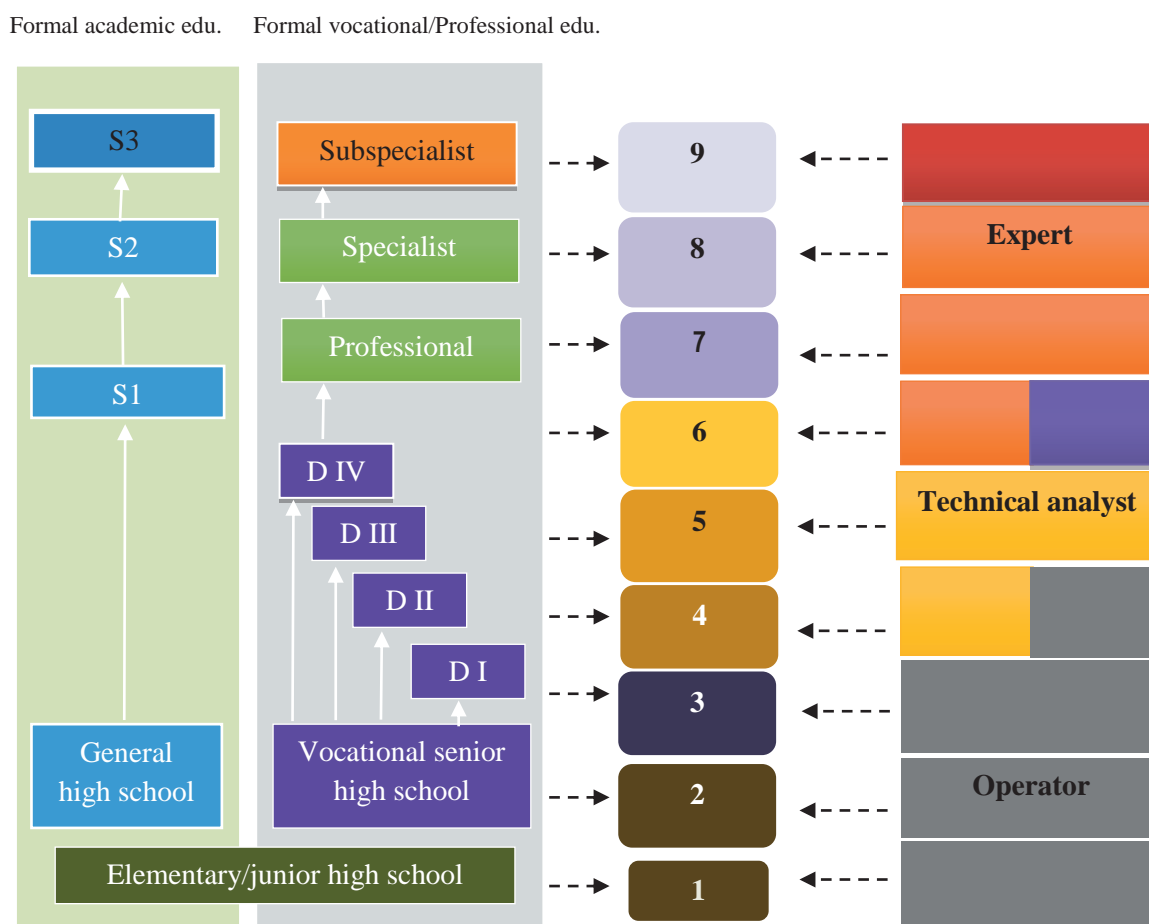 Formal academic edu. Formal vocational/Professional edu.
S3
Subspecialist
9
S2
Specialist
8
Expert
Professional
7
S1
6
D IV
5
Technical analyst
D III
D II
4
D I
3
General
high school
Vocational senior
high school
2
Operator
Elementary/junior high school
1